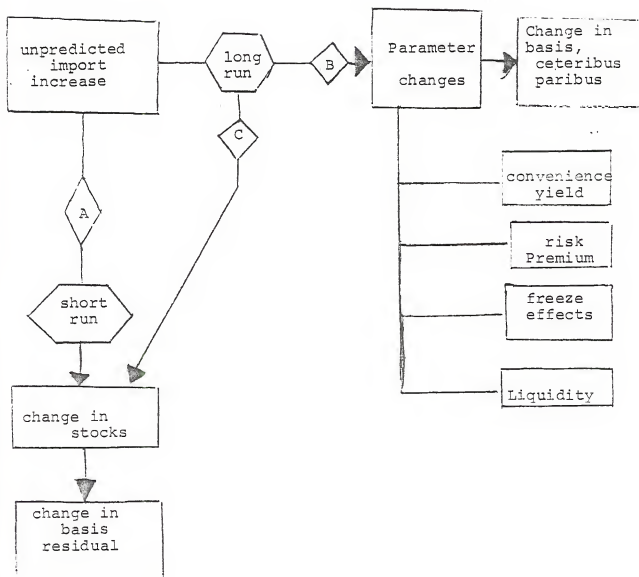 unpredicted
import
increase
long
run
B
Parameter
changes
Change in
basis,
ceteribus
paribus
C
A
convenience
yield
risk
Premium
freeze
effects
Liquidity
short
run
change in
stocks
change in
basis
residual